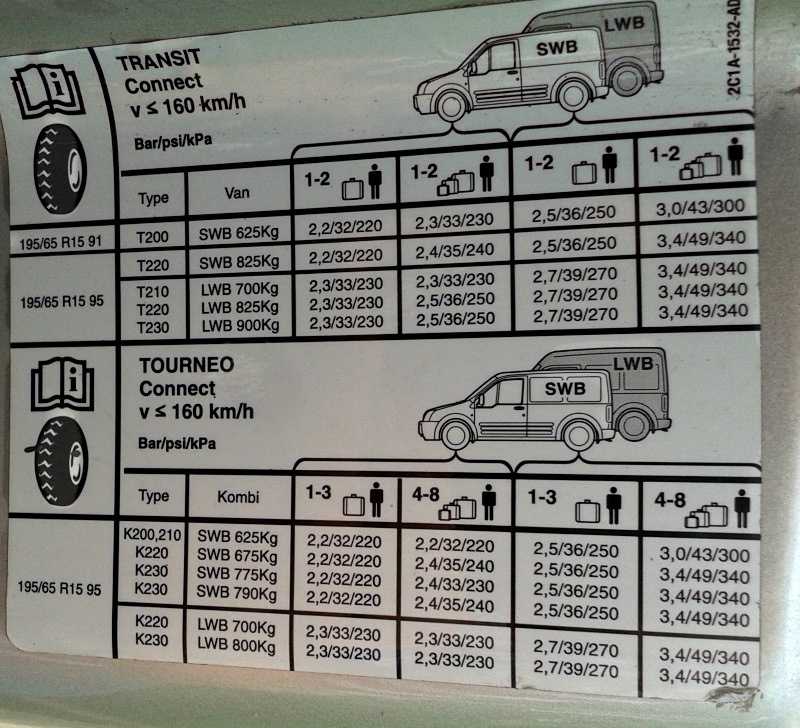 2C1A-1532-AD
TRANSIT
Connect
v ≤ 160 km/h
Bar/psi/kPa
SWB
LWB
Type Van 1-2 1-2 1-2 1-2
195/65 R15 91 T200 SWB 625Kg 2,2/32/220 2,3/33/230 2,5/36/250 3,0/43/300
195/65 R15 95 T220 SWB 825Kg 2,2/32/220 2,4/35/240 2,5/36/250 3,4/49/340
T210 LWB 700Kg 2,3/33/230 2,3/33/230 2,7/39/270 3,4/49/340
T220 LWB 825Kg 2,3/33/230 2,5/36/250 2,7/39/270 3,4/49/340
T230 LWB 900Kg 2,3/33/230 2,5/36/250 2,7/39/270 3,4/49/340
TOURNEO
Connect
v ≤ 160 km/h
Bar/psi/kPa
SWB
LWB
Type Kombi 1-3 4-8 1-3 4-8
195/65 R15 95 K200,210 SWB 625Kg 2,2/32/220 2,2/32/220 2,5/36/250 3,0/43/300
K220 SWB 675Kg 2,2/32/220 2,4/35/240 2,5/36/250 3,4/49/340
K230 SWB 775Kg 2,2/32/220 2,4/33/230 2,5/36/250 3,4/49/340
K230 SWB 790Kg 2,2/32/220 2,4/35/240 2,5/36/250 3,4/49/340
K220 LWB 700Kg 2,3/33/230 2,3/33/230 2,7/39/270 3,4/49/340
K230 LWB 800Kg 2,3/33/230 2,3/33/230 2,7/39/270 3,4/49/340